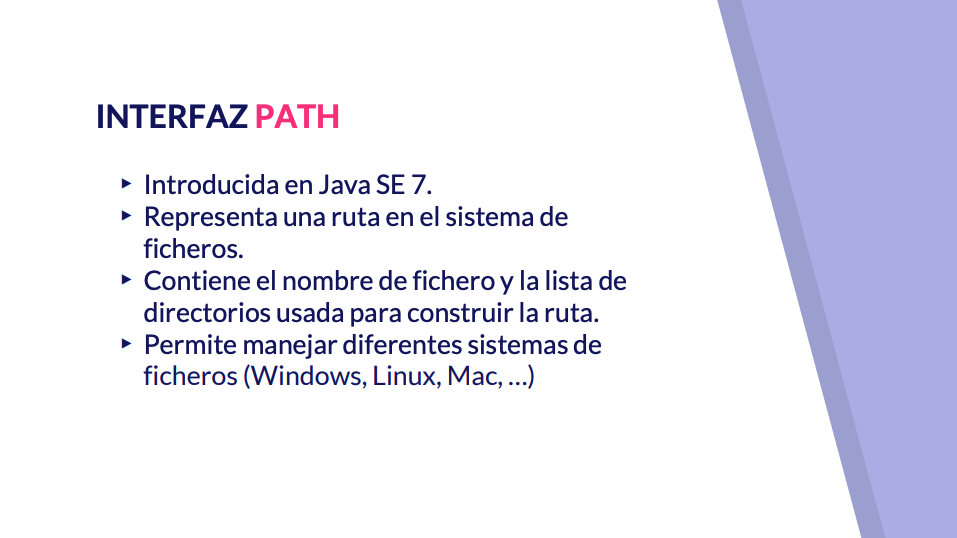 INTERFAZ PATH
▸ Introducida en Java SE 7.
▸ Representa una ruta en el sistema de
ficheros.
▸ Contiene el nombre de fichero y la lista de
directorios usada para construir la ruta.
▸ Permite manejar diferentes sistemas de
ficheros (Windows, Linux, Mac, …)